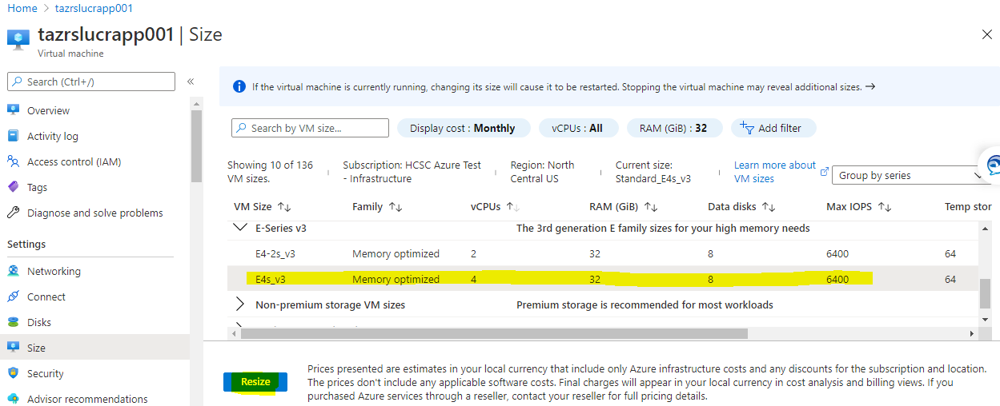 Home > tazrslucrapp001
tazrslucrapp001 | Size
Virtual machine
Search (Ctrl+/)
«
Overview
Activity log
Access control (IAM)
Tags
Diagnose and solve problems
Settings
Networking
Connect
Disks
Size
Security
Advisor recommendations
If the virtual machine is currently running, changing its size will cause it to be restarted. Stopping the virtual machine may reveal additional sizes. →
Search by VM size...
Display cost : Monthly
vCPUs : All
RAM (GiB) : 32
Add filter
Showing 10 of 136
VM sizes.
Subscription: HCSC Azure Test
- Infrastructure
Region: North
Central US
Current size:
Standard_E4s_v3
Learn more about
VM sizes
Group by series
VM Size ↑↓ Family ↑↓ vCPUs ↑↓ RAM (GiB) ↑↓ Data disks ↑↓ Max IOPS ↑↓ Temp stor
E-Series v3 The 3rd generation E family sizes for your high memory needs
E4-2s_v3 Memory optimized 2 32 8 6400 64
E4s_v3 Memory optimized 4 32 8 6400 64
Non-premium storage VM sizes Premium storage is recommended for most workloads
Resize
Prices presented are estimates in your local currency that include only Azure infrastructure costs and any discounts for the subscription and location.
The prices don't include any applicable software costs. Final charges will appear in your local currency in cost analysis and billing views. If you
purchased Azure services through a reseller, contact your reseller for full pricing details.